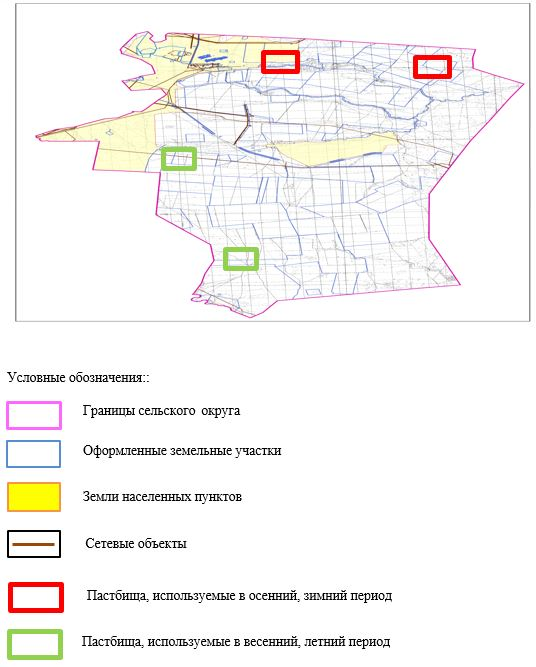 Условные обозначения::
Границы сельского округа
Оформленные земельные участки
Земли населенных пунктов
Сетевые объекты
Пастбища, используемые в осенний, зимний период
Пастбища, используемые в весенний, летний период